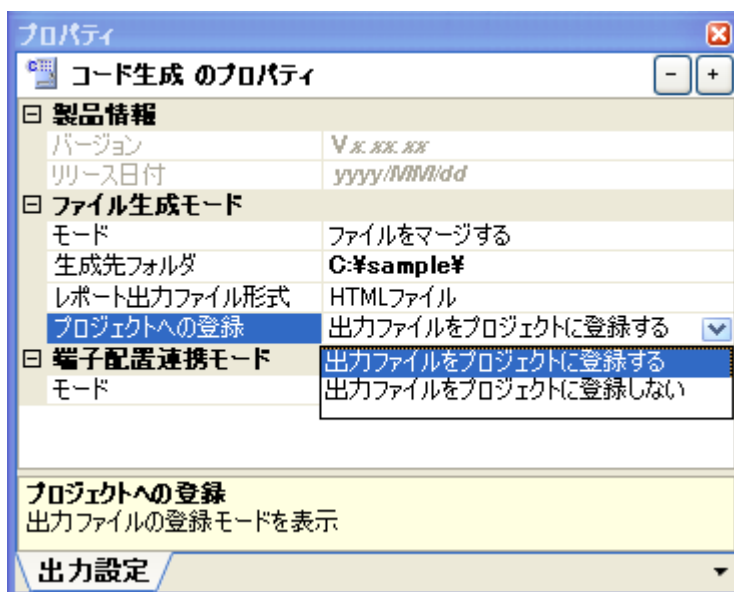 プロパティ
コード生成 のプロパティ
製品情報
バージョン Vx.xx.xx
リリース日付 yyyy/MM/dd
ファイル生成モード
モード ファイルをマージする
生成先フォルダ C:¥sample¥
レポート出力ファイル形式 HTMLファイル
プロジェクトへの登録 出力ファイルをプロジェクトに登録する
端子配置連携モード 出力ファイルをプロジェクトに登録する
モード 出力ファイルをプロジェクトに登録しない
プロジェクトへの登録
出力ファイルの登録モードを表示
出力設定